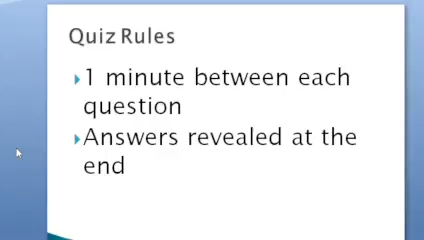 Quiz Rules
1 minute between each
question
Answers revealed at the
end